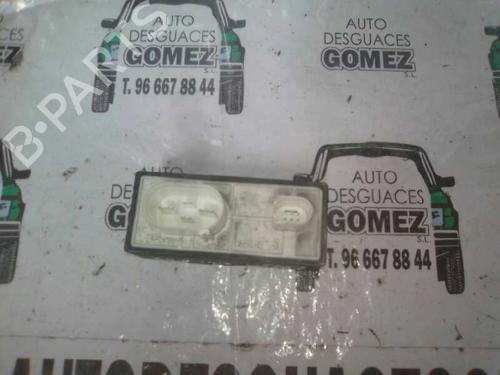 AUTO
DESGUACES
GOMEZ
S.L.
T. 96 667 88 44
B-PARTS
AUTO
DESGUACES
GOMEZ
S.L.
T. 96 667 88 44